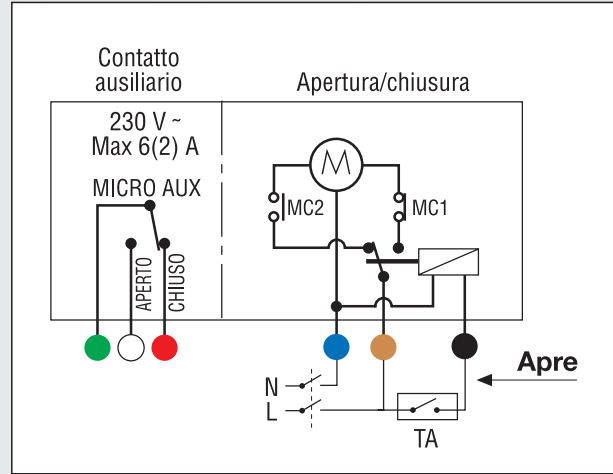 Contatto
ausiliario
Apertura/chiusura
230 V ~
Max 6(2) A
MICRO AUX
APERTO
CHIUSO
M
MC2
MC1
N
L
TA
Apre